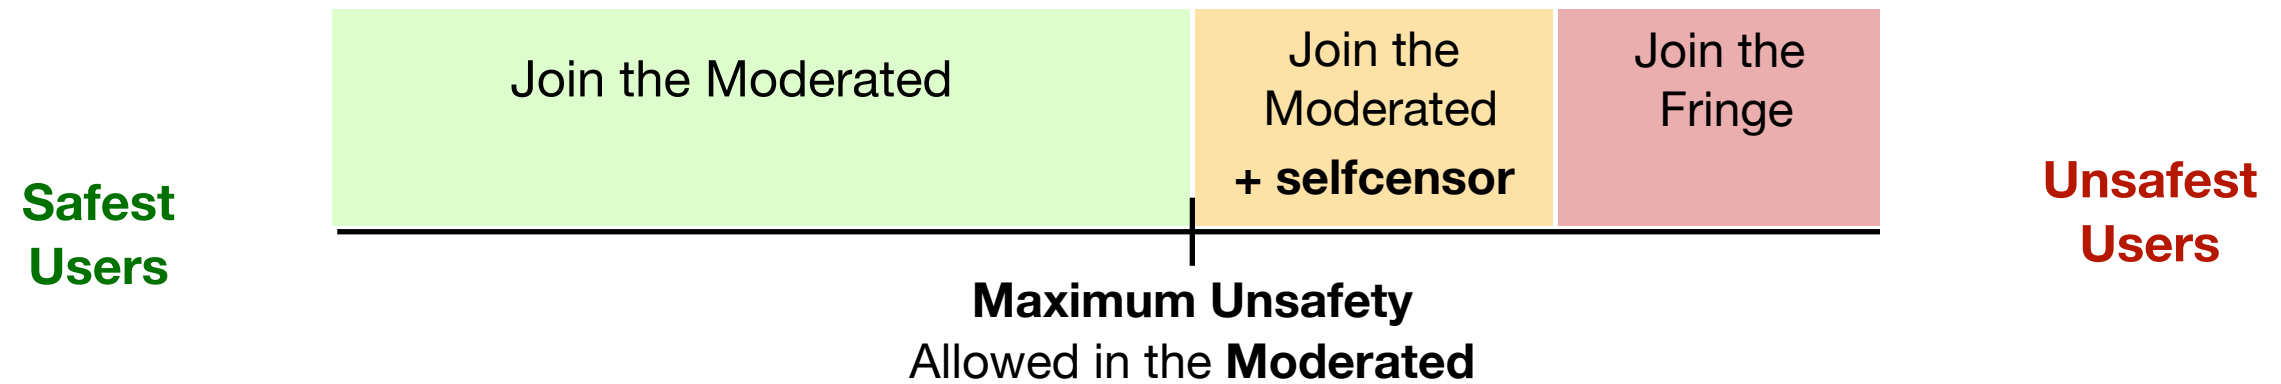 Join the Moderated
Join the
Moderated
+ selfcensor
Join the
Fringe
Safest
Users
Unsafest
Users
Maximum Unsafety
Allowed in the Moderated